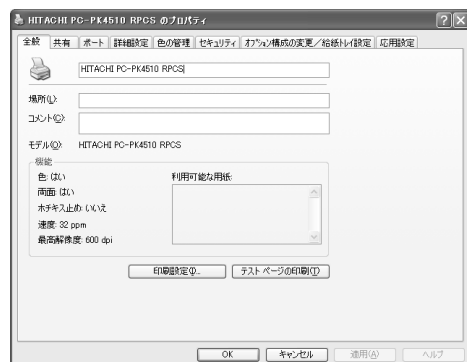 HITACHI PC-PK4510 RPCS のプロパティ
全般 共有 ポート 詳細設定 色の管理 セキュリティ オプション構成の変更／給紙トレイ設定 応用設定
HITACHI PC-PK4510 RPCS
場所(L):
コメント(C):
モデル(O): HITACHI PC-PK4510 RPCS
機能
色: はい 利用可能な用紙:
両面: はい
ホチキス止め: いいえ
速度: 32 ppm
最高解像度: 600 dpi
印刷設定(I)... テスト ページの印刷(T)
OK キャンセル 適用(A) ヘルプ